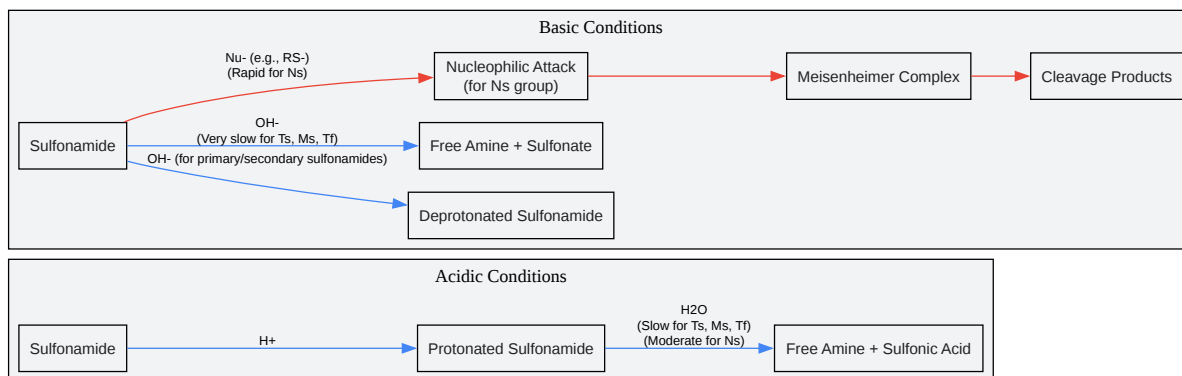 Basic Conditions
Nu- (e.g., RS-)
(Rapid for Ns)
Nucleophilic Attack
(for Ns group)
Meisenheimer Complex
Cleavage Products
Sulfonamide
OH-
(Very slow for Ts, Ms, Tf)
Free Amine + Sulfonate
OH- (for primary/secondary sulfonamides)
Deprotonated Sulfonamide
Acidic Conditions
Sulfonamide
H+
Protonated Sulfonamide
H2O
(Slow for Ts, Ms, Tf)
(Moderate for Ns)
Free Amine + Sulfonic Acid